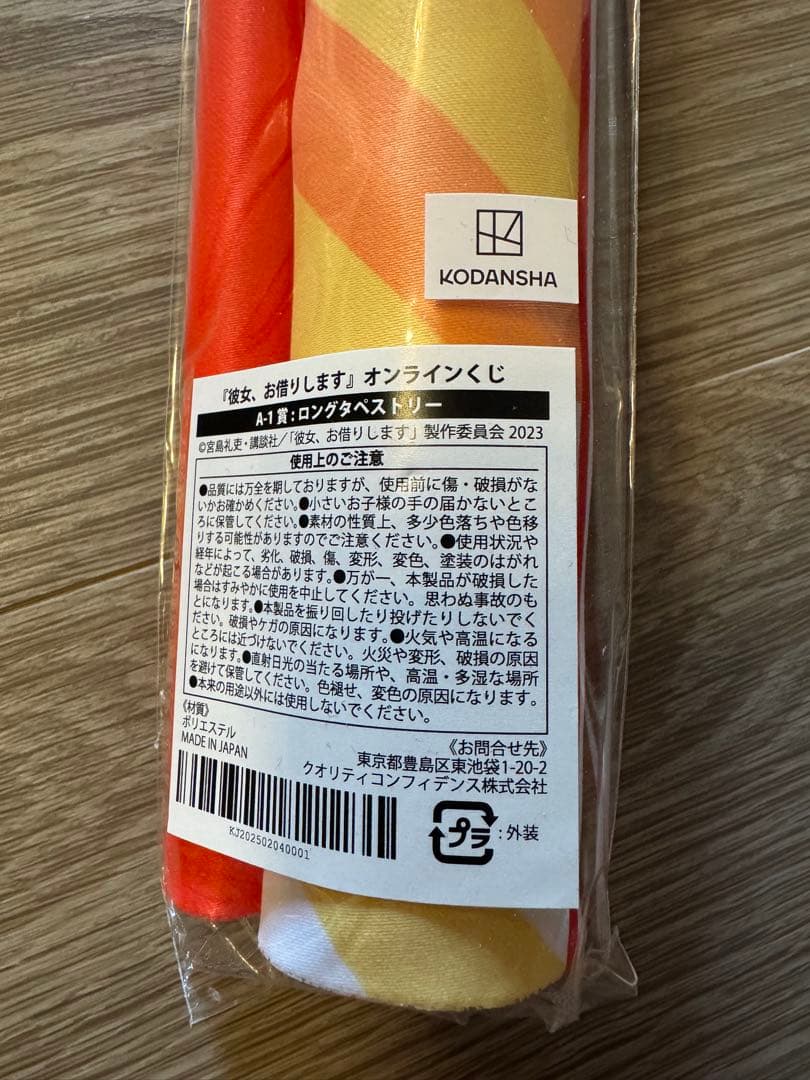 KODANSHA
『彼女、お借りします』オンラインくじ
A-1賞：ロングタペストリー
©宮島礼吏・講談社／「彼女、お借りします」製作委員会 2023
使用上のご注意
●品質には万全を期しておりますが、使用前に傷・破損がな
いかお確かめください。●小さいお子様の手の届かないとこ
ろに保管してください。●素材の性質上、多少色落ちや色移
りする可能性がありますのでご注意ください。●使用状況や
経年によって、劣化、破損、傷、変形、変色、塗装のはがれ
などが起こる場合があります。●万が一、本製品が破損した
場合はすみやかに使用を中止してください。思わぬ事故のも
とになります。●本製品を振り回したり投げたりしないでく
ださい。破損やケガの原因になります。●火気や高温になる
ところには近づけないでください。火災や変形、破損の原因
になります。●直射日光の当たる場所や、高温・多湿な場所
を避けて保管してください。色褪せ、変色の原因になります。
●本来の用途以外には使用しないでください。
《材質》
ポリエステル
MADE IN JAPAN
《お問合せ先》
東京都豊島区東池袋1-20-2
クオリティコンフィデンス株式会社
KJ202502040001
プラ：外装